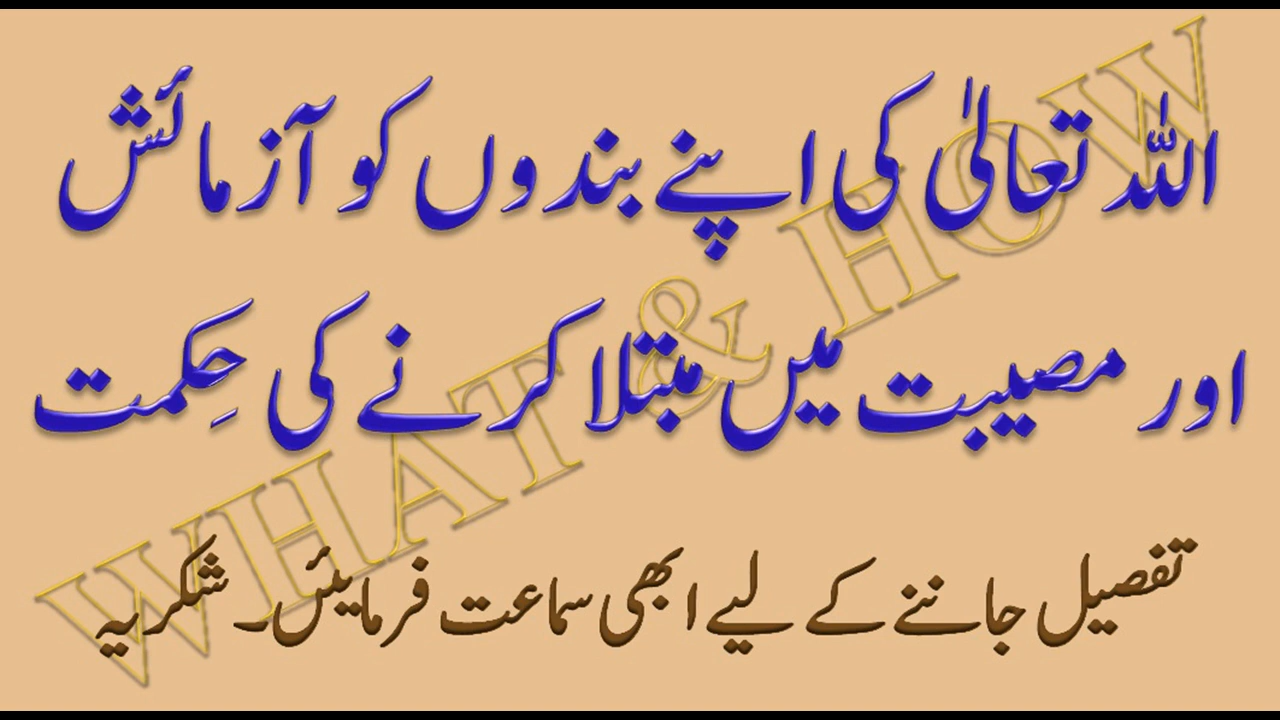 اللہ تعالیٰ کی اپنے بندوں کو آزمائش
اور مصیبت میں مبتلا کرنے کی حِکمت
تفصیل جاننے کے لیے ابھی سماعت فرمائیں۔ شکریہ
WHAT & HOW